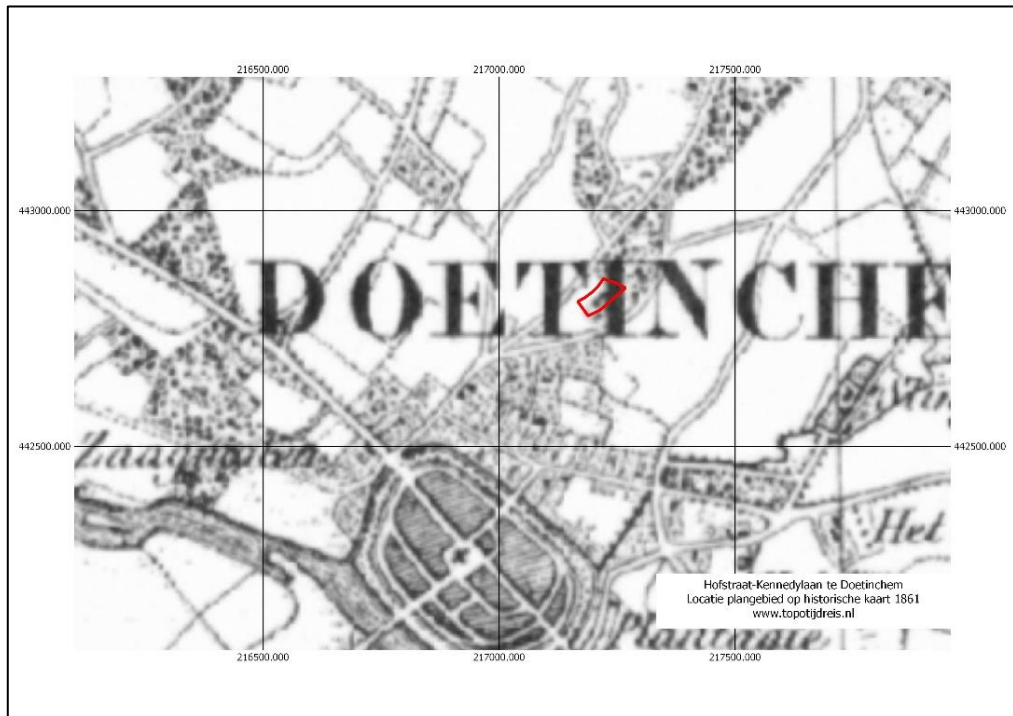 216500.000 217000.000 217500.000
443000.000 443000.000
DOETINCHE
442500.000 442500.000
Het
Hofstraat-Kennedylaan te Doetinchem
Locatie plangebied op historische kaart 1861
www.topotijdreis.nl
plantage
216500.000 217000.000 217500.000